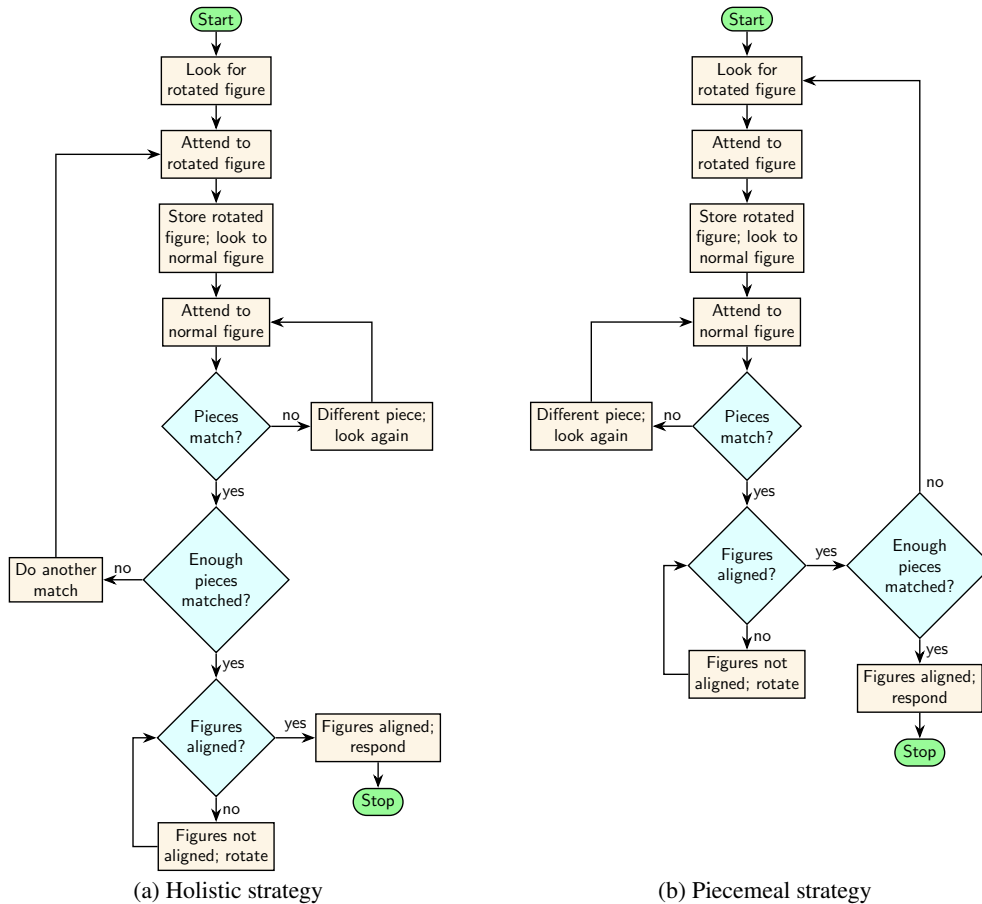 Start
Look for
rotated figure
Attend to
rotated figure
Store rotated
figure; look to
normal figure
Attend to
normal figure
Pieces
match?
no
Different piece;
look again
yes
Enough
pieces
matched?
no
Do another
match
yes
Figures
aligned?
yes
Figures aligned;
respond
Stop
no
Figures not
aligned; rotate
(a) Holistic strategy
Start
Look for
rotated figure
Attend to
rotated figure
Store rotated
figure; look to
normal figure
Attend to
normal figure
Pieces
match?
no
Different piece;
look again
yes
Figures
aligned?
yes
Enough
pieces
matched?
no
no
Figures not
aligned; rotate
yes
Figures aligned;
respond
Stop
(b) Piecemeal strategy